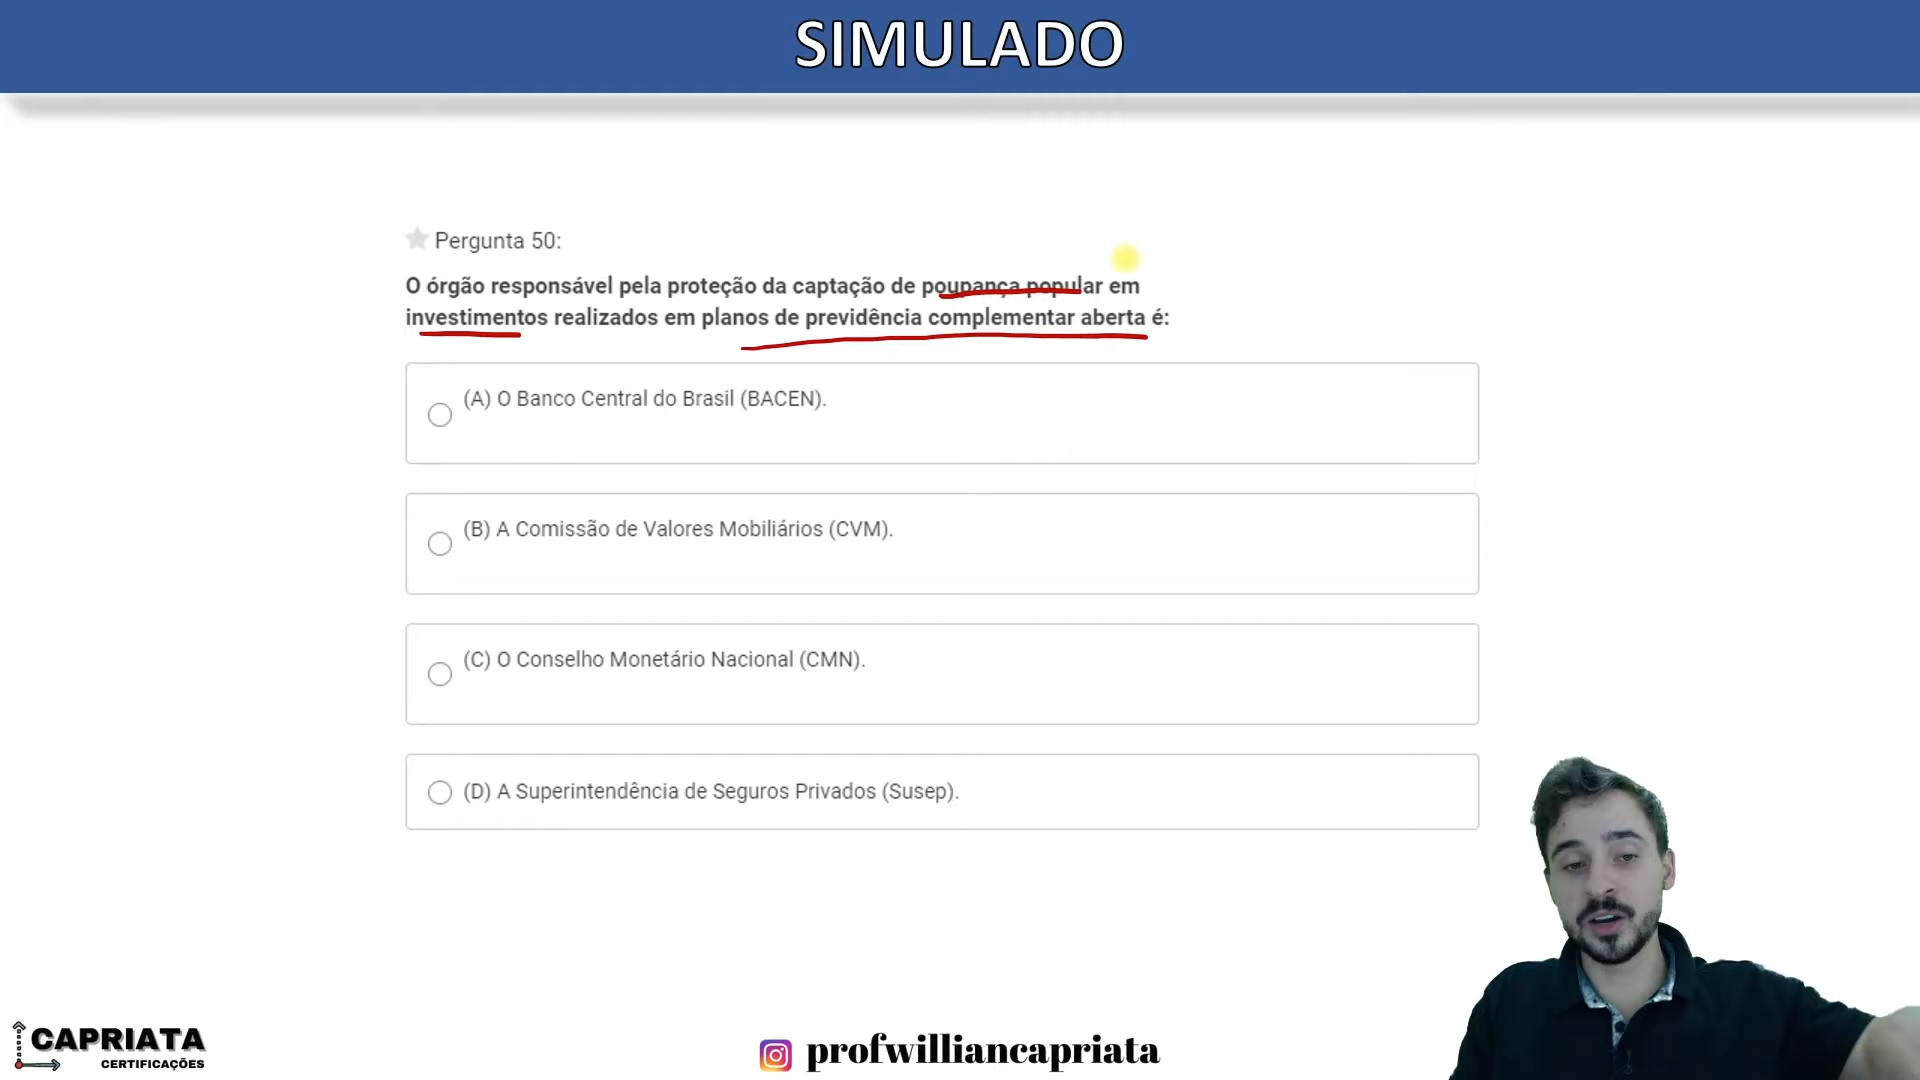 SIMULADO
Pergunta 50:
O órgão responsável pela proteção da captação de poupança popular em
investimentos realizados em planos de previdência complementar aberta é:
(A) O Banco Central do Brasil (BACEN).
(B) A Comissão de Valores Mobiliários (CVM).
(C) O Conselho Monetário Nacional (CMN).
(D) A Superintendência de Seguros Privados (Susep).
CAPRIATA
CERTIFICAÇÕES
profwilliancapriata